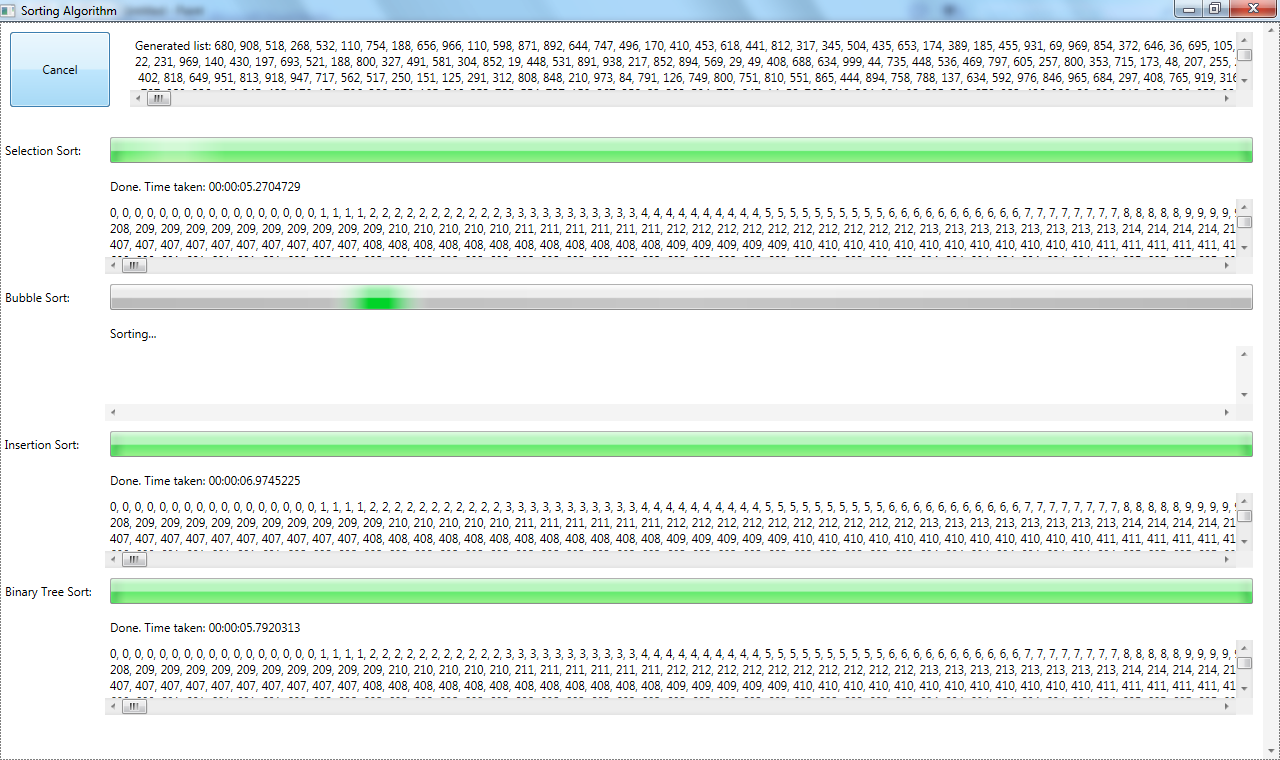 Sorting Algorithm
Cancel
Generated list: 680, 908, 518, 268, 532, 110, 754, 188, 656, 966, 110, 598, 871, 892, 644, 747, 496, 170, 410, 453, 618, 441, 812, 317, 345, 504, 435, 653, 174, 389, 185, 455, 931, 69, 969, 854, 372, 646, 36, 695, 105,
22, 231, 969, 140, 430, 197, 693, 521, 188, 800, 327, 491, 581, 304, 852, 19, 448, 531, 891, 938, 217, 852, 894, 569, 29, 49, 408, 688, 634, 999, 44, 735, 448, 536, 469, 797, 605, 257, 800, 353, 715, 173, 48, 207, 255,
402, 818, 649, 951, 813, 918, 947, 717, 562, 517, 250, 151, 125, 291, 312, 808, 848, 210, 973, 84, 791, 126, 749, 800, 751, 810, 551, 865, 444, 894, 758, 788, 137, 634, 592, 976, 846, 965, 684, 297, 408, 765, 919, 316
Selection Sort:
Done. Time taken: 00:00:05.2704729
0, 0, 0, 0, 0, 0, 0, 0, 0, 0, 0, 0, 0, 0, 0, 0, 0, 1, 1, 1, 1, 2, 2, 2, 2, 2, 2, 2, 2, 2, 2, 2, 3, 3, 3, 3, 3, 3, 3, 3, 3, 3, 3, 4, 4, 4, 4, 4, 4, 4, 4, 4, 4, 5, 5, 5, 5, 5, 5, 5, 5, 5, 5, 6, 6, 6, 6, 6, 6, 6, 6, 6, 6, 6, 7, 7, 7, 7, 7, 7, 7, 7, 8, 8, 8, 8, 8, 9, 9, 9, 9,
208, 209, 209, 209, 209, 209, 209, 209, 209, 210, 210, 210, 210, 210, 211, 211, 211, 211, 211, 211, 212, 212, 212, 212, 212, 212, 212, 212, 212, 212, 213, 213, 213, 213, 213, 213, 214, 214, 214, 214, 21
407, 407, 407, 407, 407, 407, 407, 408, 408, 408, 408, 408, 408, 408, 408, 408, 408, 408, 409, 409, 409, 409, 410, 410, 410, 410, 410, 410, 410, 410, 410, 410, 410, 411, 411, 411, 411, 411, 41
Bubble Sort:
Sorting...
Insertion Sort:
Done. Time taken: 00:00:06.9745225
0, 0, 0, 0, 0, 0, 0, 0, 0, 0, 0, 0, 0, 0, 0, 0, 0, 1, 1, 1, 1, 2, 2, 2, 2, 2, 2, 2, 2, 2, 2, 2, 3, 3, 3, 3, 3, 3, 3, 3, 3, 3, 3, 4, 4, 4, 4, 4, 4, 4, 4, 4, 4, 5, 5, 5, 5, 5, 5, 5, 5, 5, 5, 6, 6, 6, 6, 6, 6, 6, 6, 6, 6, 6, 7, 7, 7, 7, 7, 7, 7, 7, 8, 8, 8, 8, 8, 9, 9, 9, 9,
208, 209, 209, 209, 209, 209, 209, 209, 209, 210, 210, 210, 210, 210, 211, 211, 211, 211, 211, 211, 212, 212, 212, 212, 212, 212, 212, 212, 212, 212, 213, 213, 213, 213, 213, 213, 214, 214, 214, 214, 21
407, 407, 407, 407, 407, 407, 407, 408, 408, 408, 408, 408, 408, 408, 408, 408, 408, 408, 409, 409, 409, 409, 410, 410, 410, 410, 410, 410, 410, 410, 410, 410, 410, 411, 411, 411, 411, 411, 41
Binary Tree Sort:
Done. Time taken: 00:00:05.7920313
0, 0, 0, 0, 0, 0, 0, 0, 0, 0, 0, 0, 0, 0, 0, 0, 0, 1, 1, 1, 1, 2, 2, 2, 2, 2, 2, 2, 2, 2, 2, 2, 3, 3, 3, 3, 3, 3, 3, 3, 3, 3, 3, 4, 4, 4, 4, 4, 4, 4, 4, 4, 4, 5, 5, 5, 5, 5, 5, 5, 5, 5, 5, 6, 6, 6, 6, 6, 6, 6, 6, 6, 6, 6, 7, 7, 7, 7, 7, 7, 7, 7, 8, 8, 8, 8, 8, 9, 9, 9, 9,
208, 209, 209, 209, 209, 209, 209, 209, 209, 210, 210, 210, 210, 210, 211, 211, 211, 211, 211, 211, 212, 212, 212, 212, 212, 212, 212, 212, 212, 212, 213, 213, 213, 213, 213, 213, 214, 214, 214, 214, 21
407, 407, 407, 407, 407, 407, 407, 408, 408, 408, 408, 408, 408, 408, 408, 408, 408, 408, 409, 409, 409, 409, 410, 410, 410, 410, 410, 410, 410, 410, 410, 410, 410, 411, 411, 411, 411, 411, 41